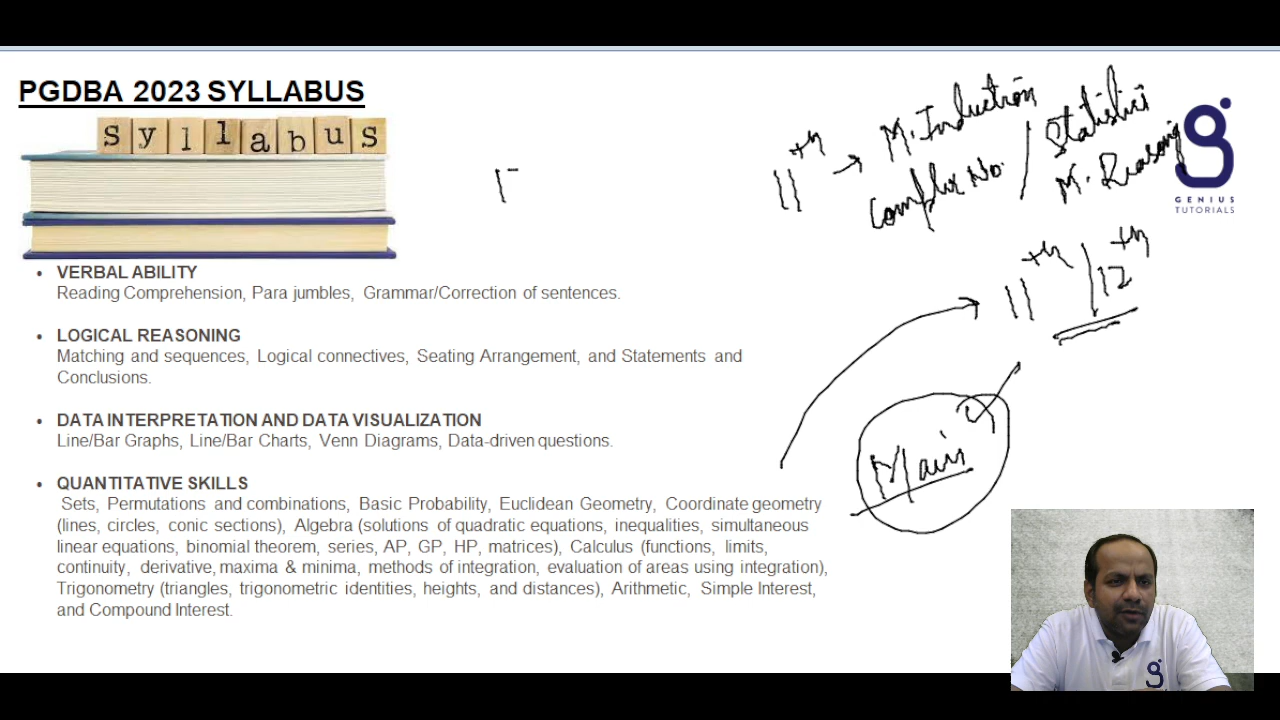 PGDBA 2023 SYLLABUS
Syllabus
11th → M. Induction / Statistics
Complex No. M. Reasoning
GENIUS
TUTORIALS
11th / 12th
Main
• VERBAL ABILITY
Reading Comprehension, Para jumbles, Grammar/Correction of sentences.
• LOGICAL REASONING
Matching and sequences, Logical connectives, Seating Arrangement, and Statements and
Conclusions.
• DATA INTERPRETATION AND DATA VISUALIZATION
Line/Bar Graphs, Line/Bar Charts, Venn Diagrams, Data-driven questions.
• QUANTITATIVE SKILLS
Sets, Permutations and combinations, Basic Probability, Euclidean Geometry, Coordinate geometry
(lines, circles, conic sections), Algebra (solutions of quadratic equations, inequalities, simultaneous
linear equations, binomial theorem, series, AP, GP, HP, matrices), Calculus (functions, limits,
continuity, derivative, maxima & minima, methods of integration, evaluation of areas using integration),
Trigonometry (triangles, trigonometric identities, heights, and distances), Arithmetic, Simple Interest,
and Compound Interest.